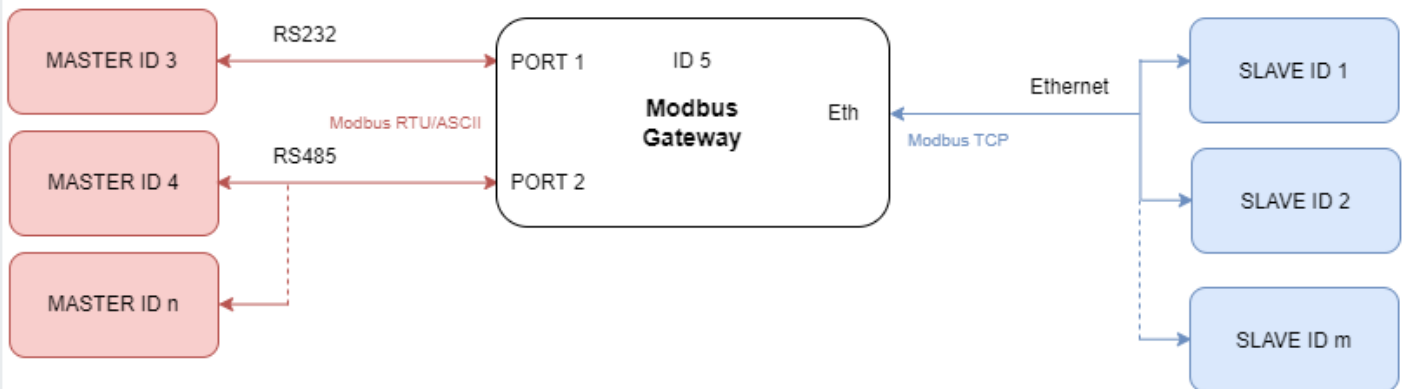 MASTER ID 3
RS232
PORT 1
ID 5
Modbus
Gateway
Eth
Ethernet
Modbus TCP
SLAVE ID 1
Modbus RTU/ASCII
MASTER ID 4
RS485
PORT 2
SLAVE ID 2
MASTER ID n
SLAVE ID m